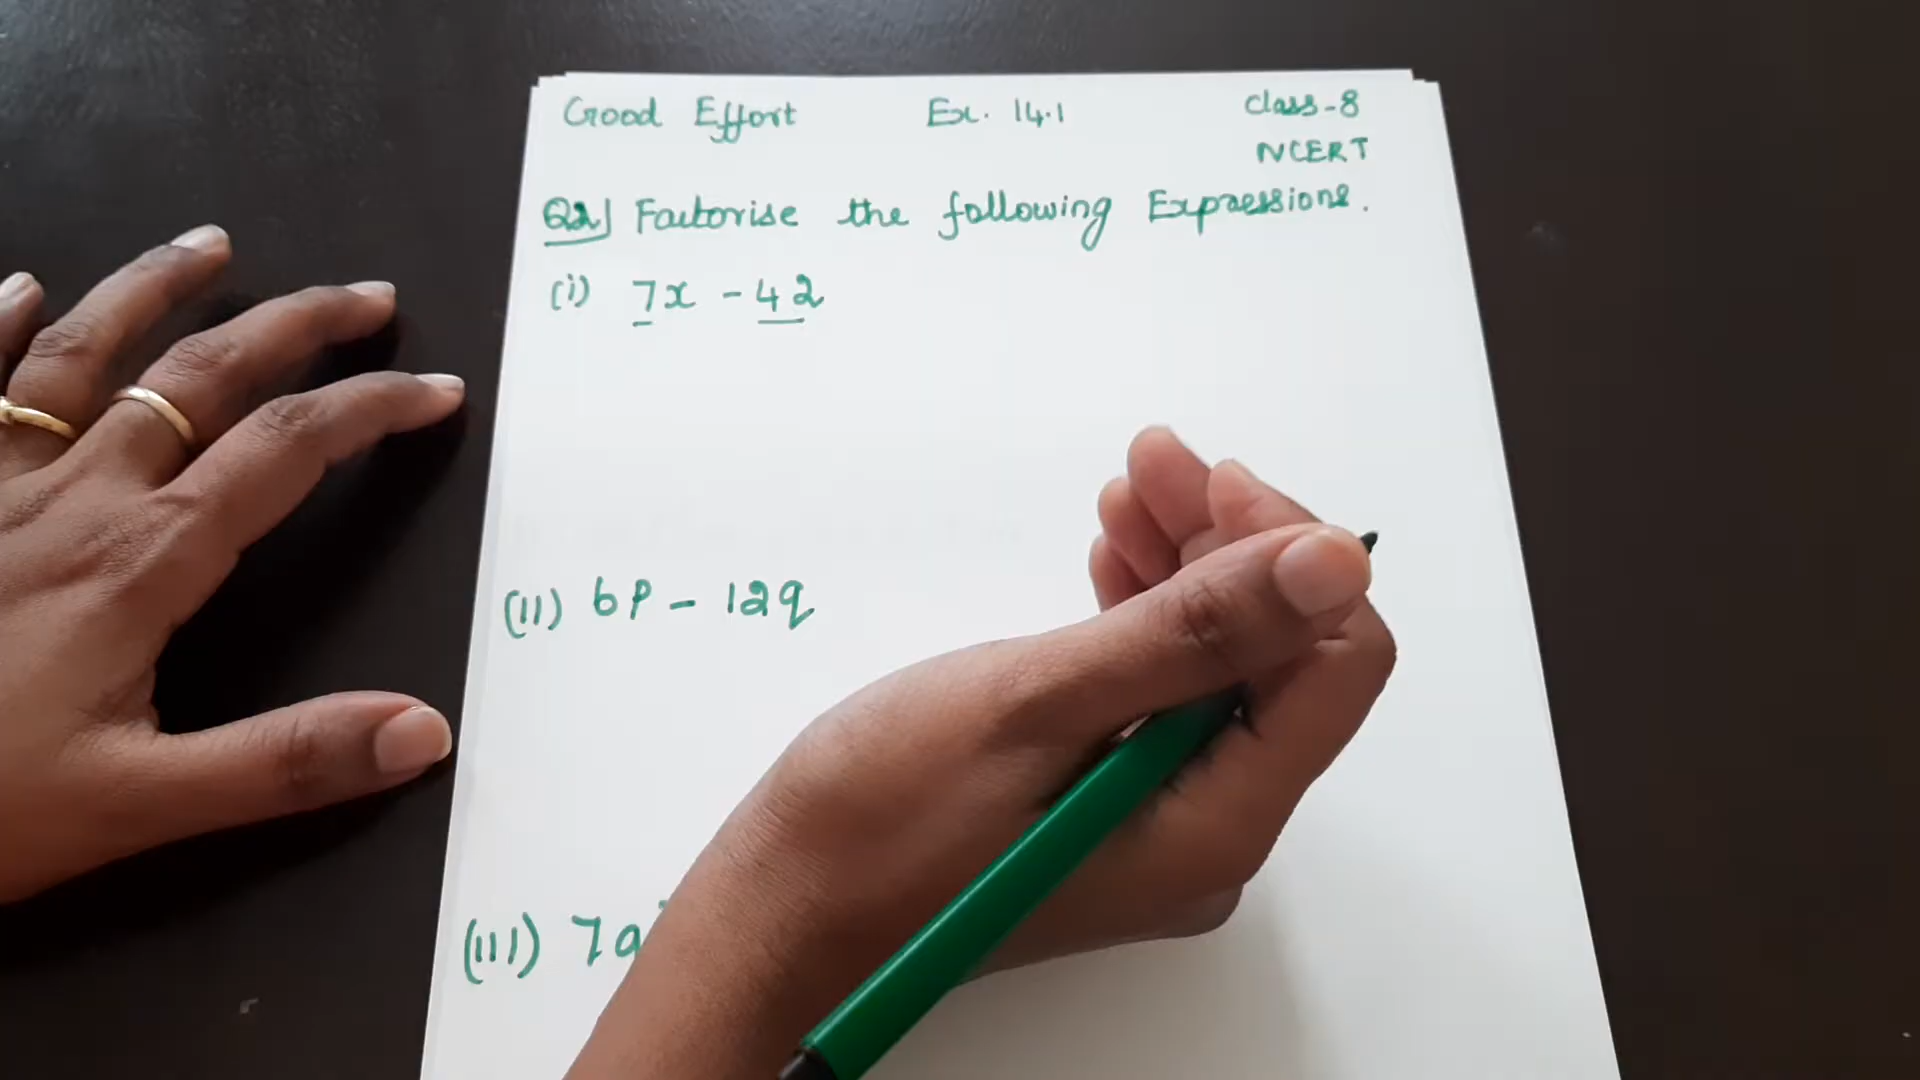 Good Effort Ex. 14.1 Class-8
NCERT
Q2) Factorise the following Expressions.
(i) 7x - 42
(ii) 6p - 12q
(iii) 7a